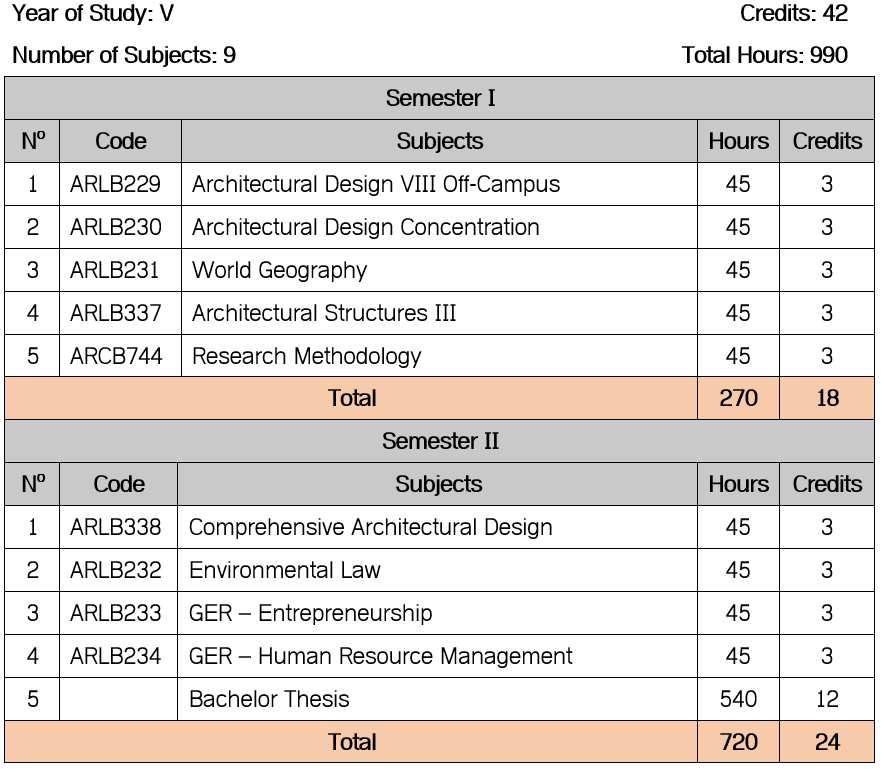 Year of Study: V Credits: 42
Number of Subjects: 9 Total Hours: 990
Semester I
Nº Code Subjects Hours Credits
1 ARLB229 Architectural Design VIII Off-Campus 45 3
2 ARLB230 Architectural Design Concentration 45 3
3 ARLB231 World Geography 45 3
4 ARLB337 Architectural Structures III 45 3
5 ARCB744 Research Methodology 45 3
Total 270 18
Semester II
Nº Code Subjects Hours Credits
1 ARLB338 Comprehensive Architectural Design 45 3
2 ARLB232 Environmental Law 45 3
3 ARLB233 GER – Entrepreneurship 45 3
4 ARLB234 GER – Human Resource Management 45 3
5 Bachelor Thesis 540 12
Total 720 24